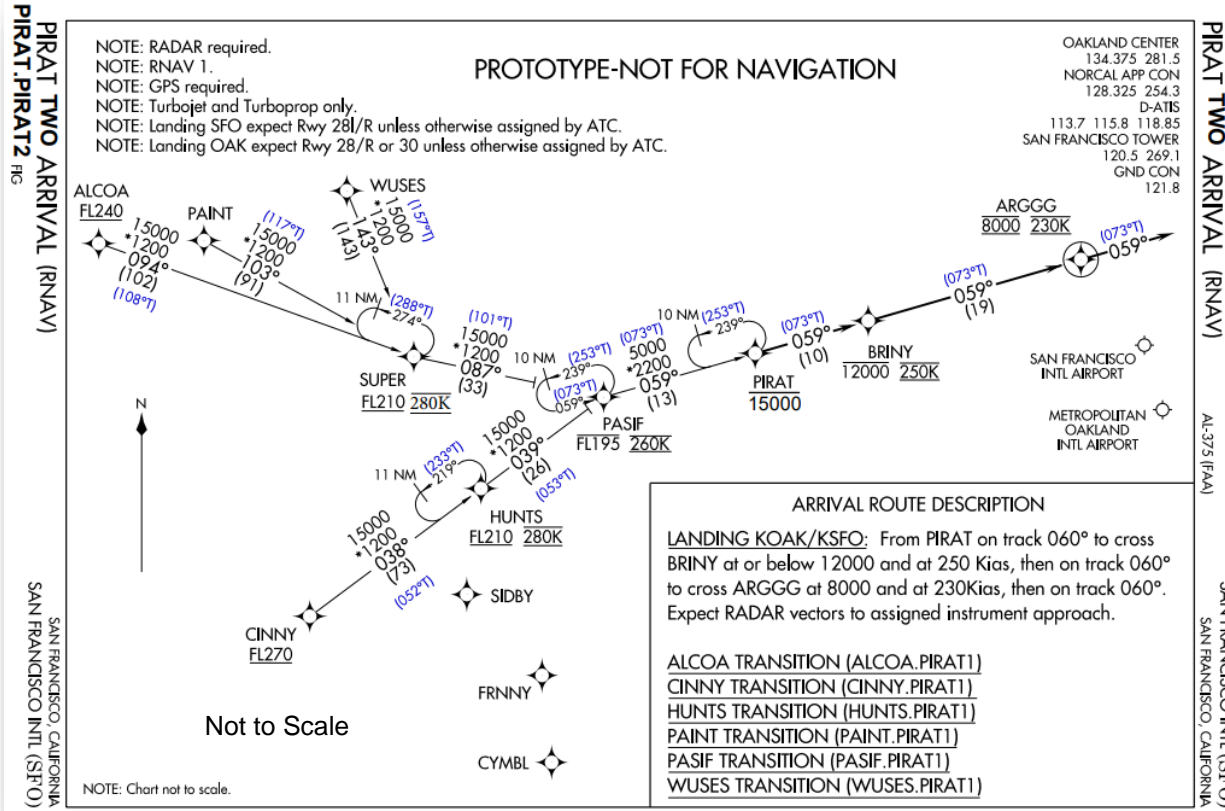 PIRAT TWO ARRIVAL (RNAV)
PIRAT.PIRAT2 FIG
SAN FRANCISCO, CALIFORNIA
SAN FRANCISCO INTL (SFO)
NOTE: RADAR required.
NOTE: RNAV 1.
NOTE: GPS required.
NOTE: Turbojet and Turboprop only.
NOTE: Landing SFO expect Rwy 28l/R unless otherwise assigned by ATC.
NOTE: Landing OAK expect Rwy 28/R or 30 unless otherwise assigned by ATC.
PROTOTYPE-NOT FOR NAVIGATION
OAKLAND CENTER
134.375 281.5
NORCAL APP CON
128.325 254.3
D-ATIS
113.7 115.8 118.85
SAN FRANCISCO TOWER
120.5 269.1
GND CON
121.8
ALCOA
FL240
15000
*1200
094°
(102)
(108°T)
PAINT
(117°T)
15000
*1200
103°
(91)
WUSES
(157°T)
15000
*1200
143°
(143)
11 NM
(288°T)
274°
SUPER
FL210 280K
(101°T)
15000
*1200
087°
(33)
10 NM
(253°T)
239°
(073°T)
059°
PASIF
FL195 260K
(073°T)
5000
*2200
059°
(13)
10 NM
(253°T)
239°
PIRAT
15000
(073°T)
059°
(10)
BRINY
12000 250K
(073°T)
059°
(19)
ARGGG
8000 230K
(073°T)
059°
SAN FRANCISCO
INTL AIRPORT
METROPOLITAN
OAKLAND
INTL AIRPORT
N
11 NM
(233°T)
219°
HUNTS
FL210 280K
15000
*1200
039°
(26)
(053°T)
15000
*1200
038°
(73)
(052°T)
CINNY
FL270
SIDBY
FRNNY
CYMBL
Not to Scale
NOTE: Chart not to scale.
ARRIVAL ROUTE DESCRIPTION
LANDING KOAK/KSFO: From PIRAT on track 060° to cross
BRINY at or below 12000 and at 250 Kias, then on track 060°
to cross ARGGG at 8000 and at 230Kias, then on track 060°.
Expect RADAR vectors to assigned instrument approach.
ALCOA TRANSITION (ALCOA.PIRAT1)
CINNY TRANSITION (CINNY.PIRAT1)
HUNTS TRANSITION (HUNTS.PIRAT1)
PAINT TRANSITION (PAINT.PIRAT1)
PASIF TRANSITION (PASIF.PIRAT1)
WUSES TRANSITION (WUSES.PIRAT1)
PIRAT TWO ARRIVAL (RNAV)
AL-375 (FAA)
SAN FRANCISCO INTL (SFO)
SAN FRANCISCO, CALIFORNIA